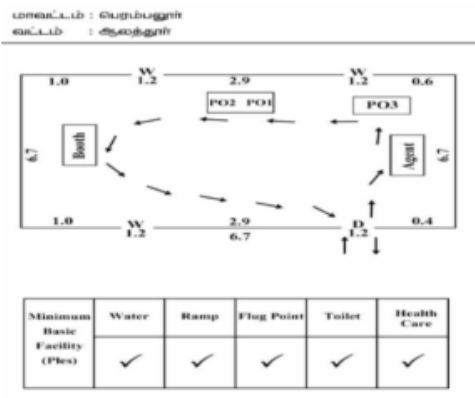 மாவட்டம் : பெரம்பலூர்
வட்டம் : ஆலத்தூர்
W W
1.0 1.2 2.9 1.2 0.6
PO2 PO1 PO3
6.7 Booth Agent 6.7
1.0 W 2.9 D 0.4
1.2 6.7 1.2
Minimum Basic Facility (Ples) Water Ramp Flug Point Toilet Health Care
✓ ✓ ✓ ✓ ✓